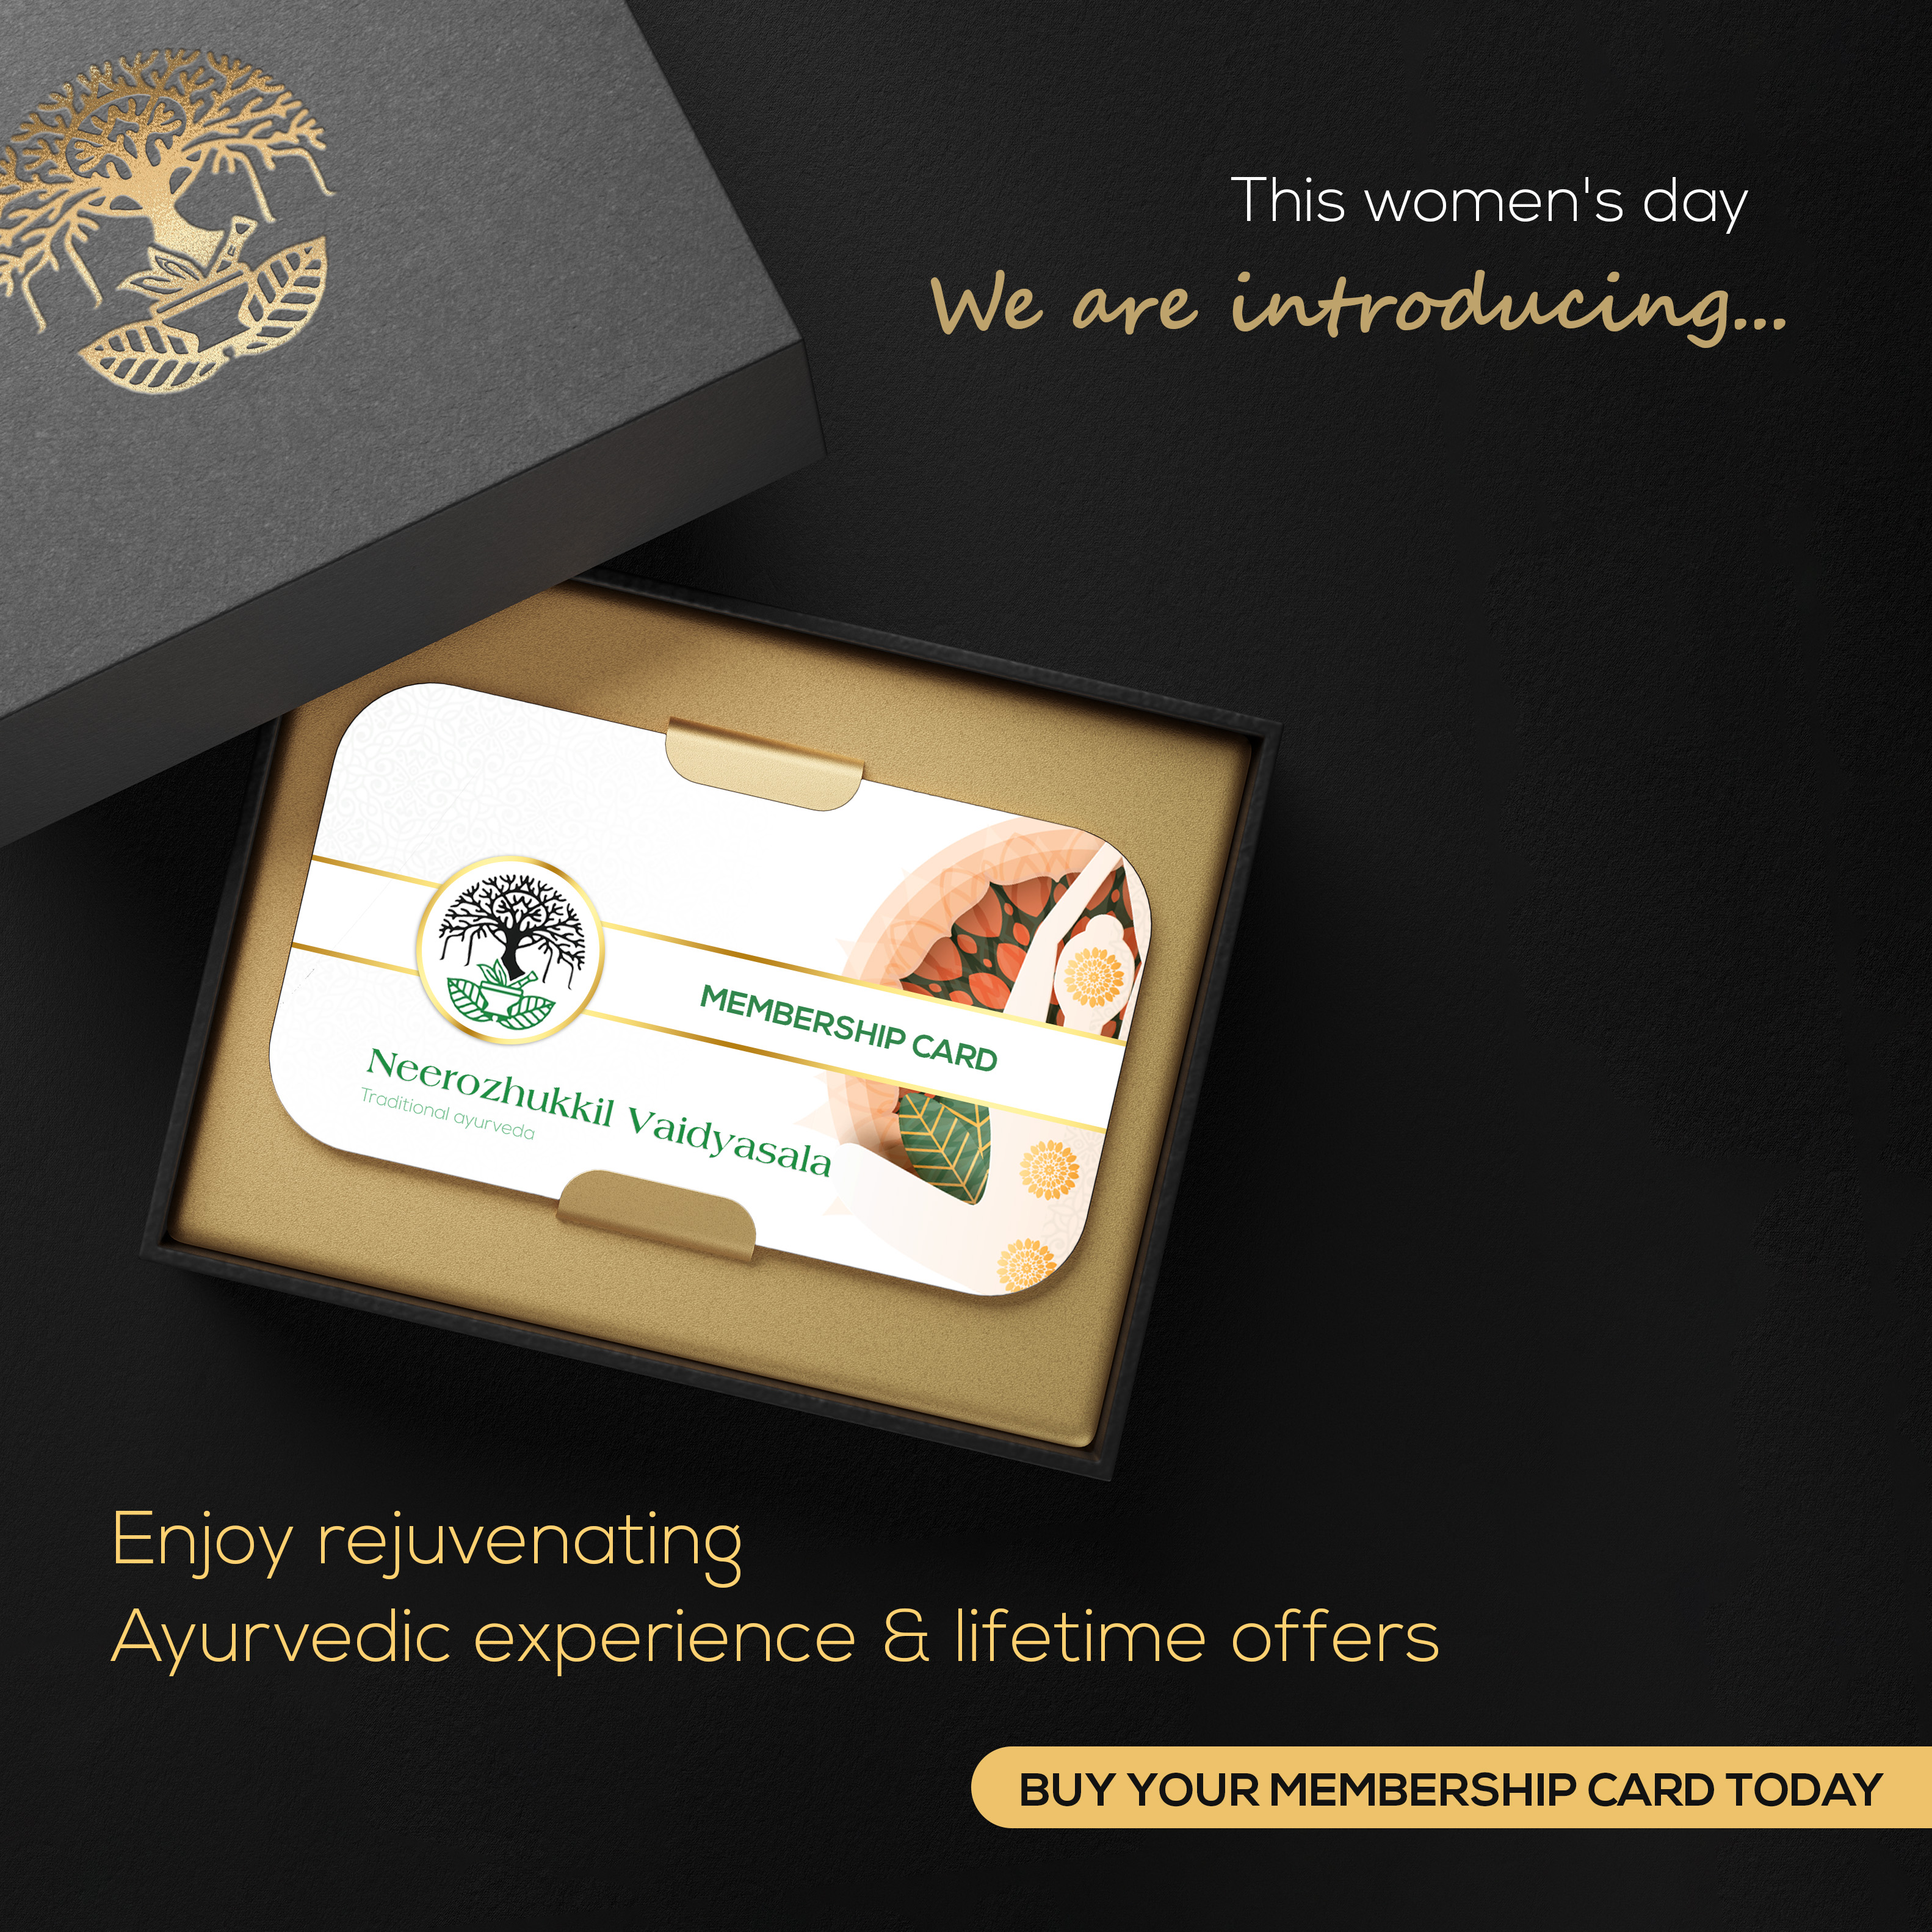 This women's day
We are introducing...
MEMBERSHIP CARD
Neerozhukkil Vaidyasala
Traditional ayurveda
Enjoy rejuvenating
Ayurvedic experience & lifetime offers
BUY YOUR MEMBERSHIP CARD TODAY